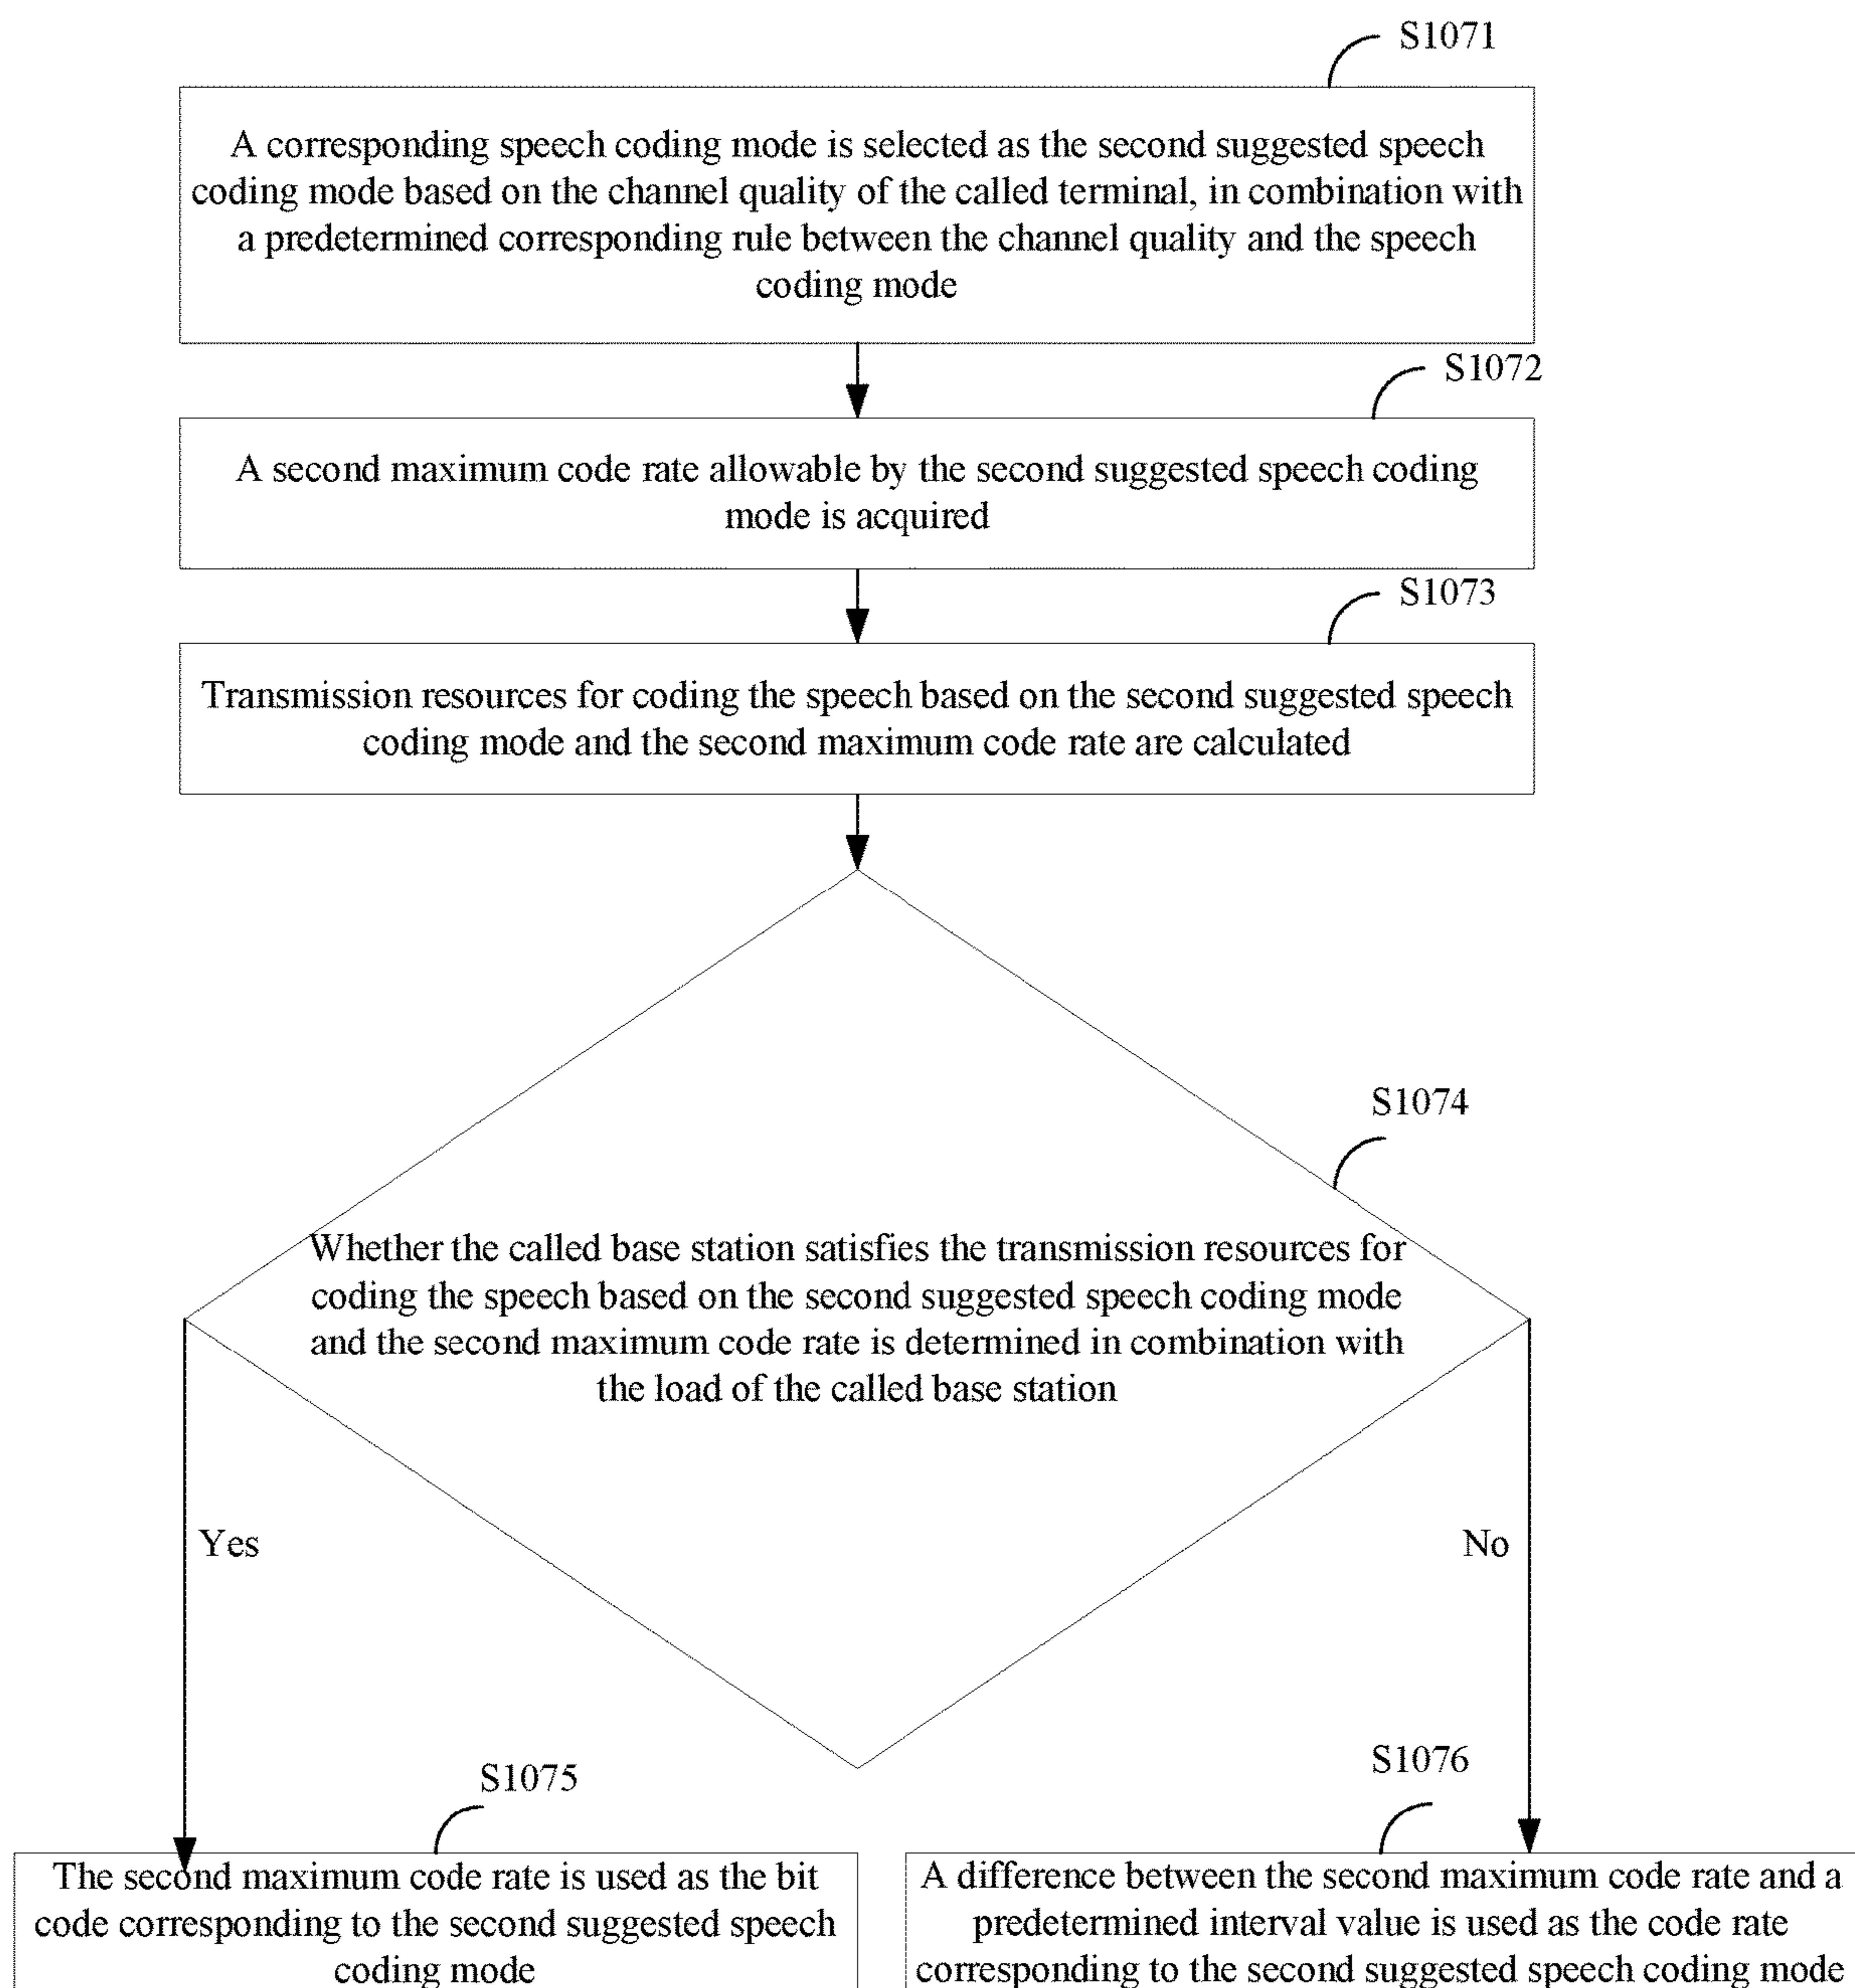 S1071
A corresponding speech coding mode is selected as the second suggested speech
coding mode based on the channel quality of the called terminal, in combination with
a predetermined corresponding rule between the channel quality and the speech
coding mode
S1072
A second maximum code rate allowable by the second suggested speech coding
mode is acquired
S1073
Transmission resources for coding the speech based on the second suggested speech
coding mode and the second maximum code rate are calculated
S1074
Whether the called base station satisfies the transmission resources for
coding the speech based on the second suggested speech coding mode
and the second maximum code rate is determined in combination with
the load of the called base station
Yes
No
S1075
The second maximum code rate is used as the bit
code corresponding to the second suggested speech
coding mode
S1076
A difference between the second maximum code rate and a
predetermined interval value is used as the code rate
corresponding to the second suggested speech coding mode